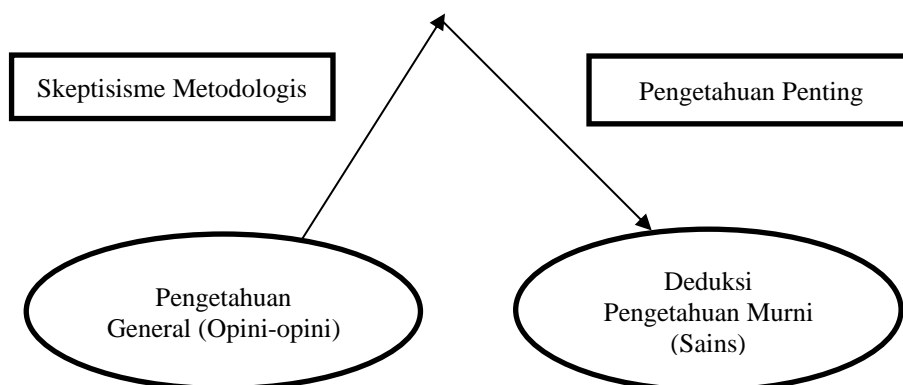 Skeptisisme Metodologis
Pengetahuan Penting
Pengetahuan
General (Opini-opini)
Deduksi
Pengetahuan Murni
(Sains)